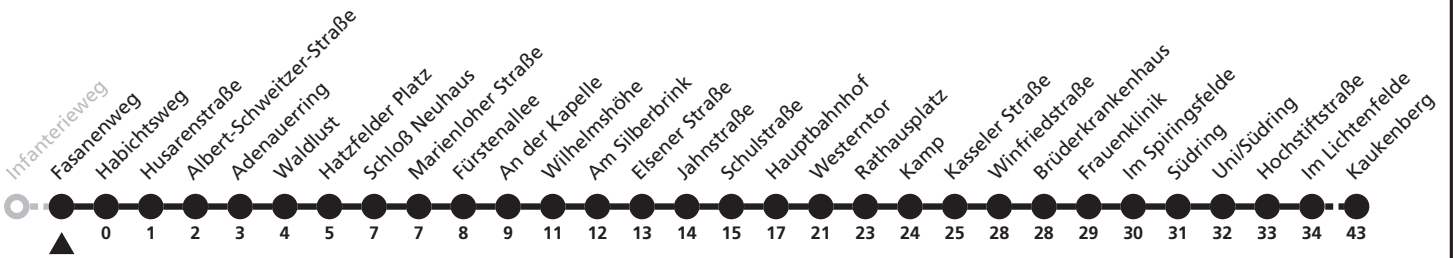 Infanterieweg
Fasanenweg
Habichtsweg
Husarenstraße
Albert-Schweitzer-Straße
Adenauerring
Waldlust
Hatzfelder Platz
Schloß Neuhaus
Marienloher Straße
Fürstenallee
An der Kapelle
Wilhelmshöhe
Am Silberbrink
Elsener Straße
Jahnstraße
Schulstraße
Hauptbahnhof
Westerntor
Rathausplatz
Kamp
Kasseler Straße
Winfriedstraße
Brüderkrankenhaus
Frauenklinik
Im Spiringsfelde
Südring
Uni/Südring
Hochstiftstraße
Im Lichtenfelde
Kaukenberg
0 1 2 3 4 5 7 7 8 9 11 12 13 14 15 17 21 23 24 25 28 28 29 30 31 32 33 34 43